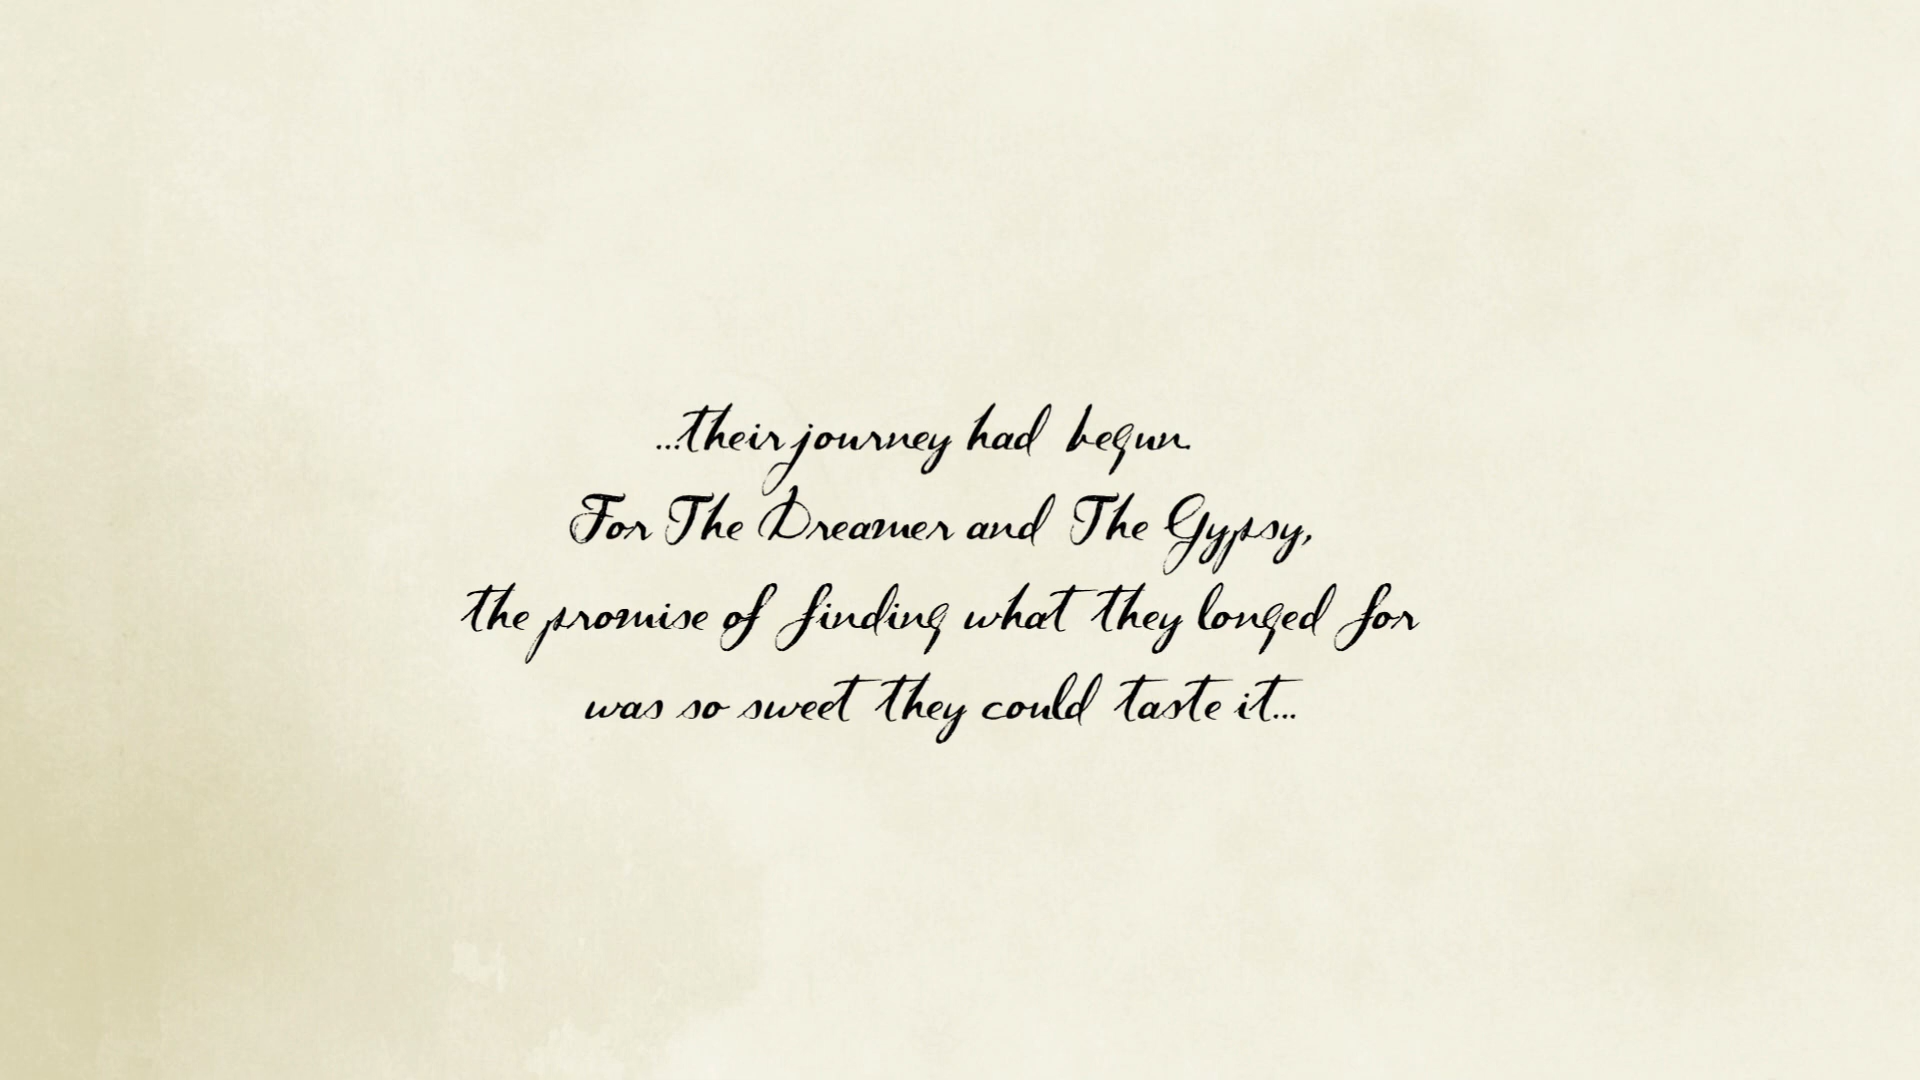 ...their journey had begun.
For The Dreamer and The Gypsy,
the promise of finding what they longed for
was so sweet they could taste it...